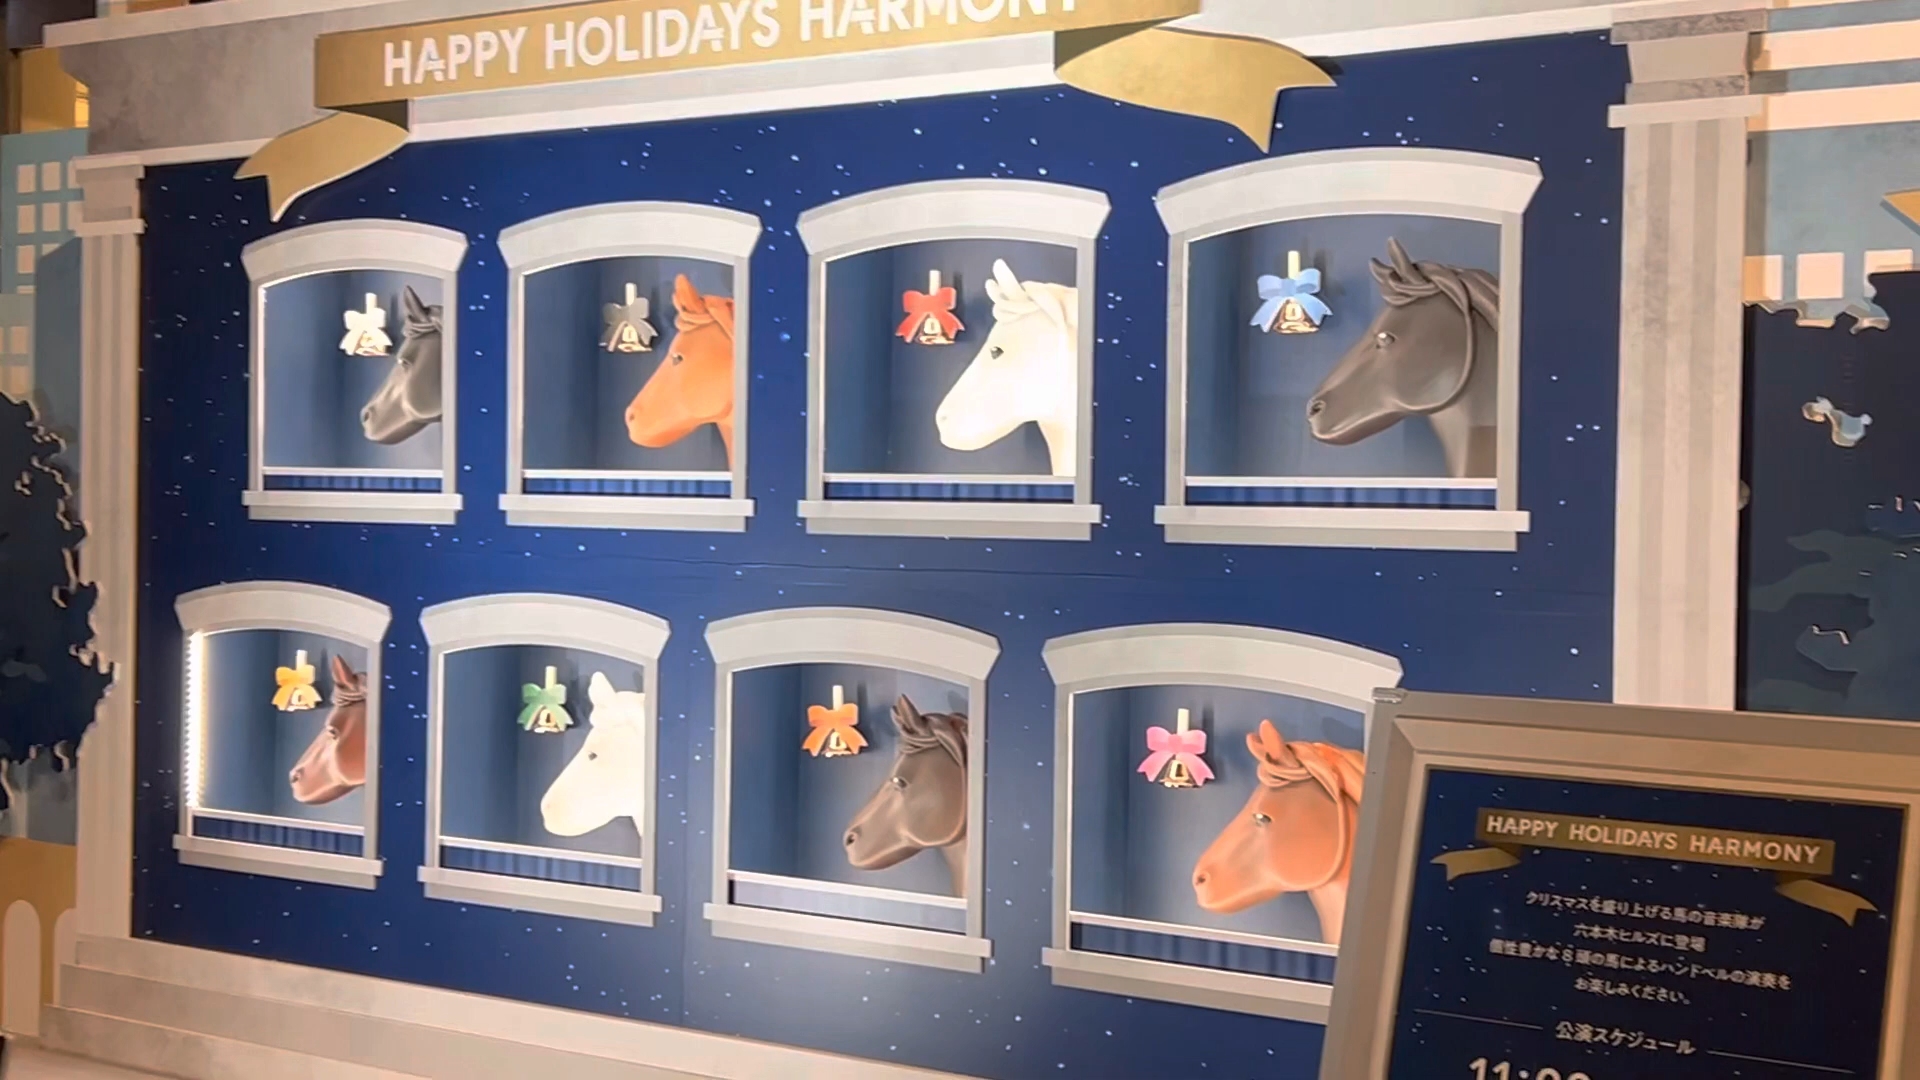 HAPPY HOLIDAYS HARMONY
HAPPY HOLIDAYS HARMONY
クリスマスを盛り上げる馬の音楽隊が
六本木ヒルズに登場
個性豊かな8頭の馬によるハンドベルの演奏を
お楽しみください。
公演スケジュール
11:00